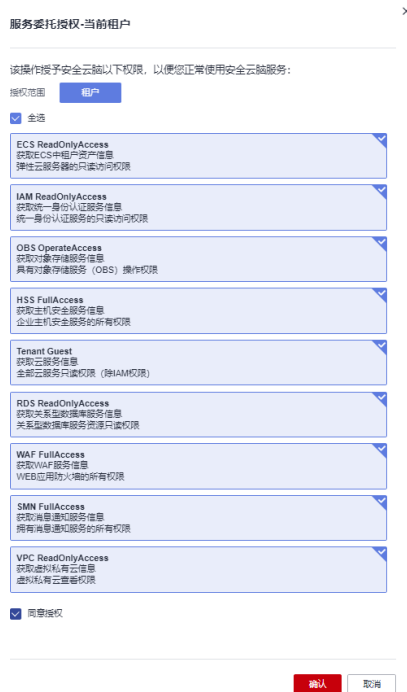 服务委托授权-当前租户
该操作授予安全云脑以下权限，以便您正常使用安全云脑服务：
授权范围 租户
全选
ECS ReadOnlyAccess
获取ECS中租户资产信息
弹性云服务器的只读访问权限
IAM ReadOnlyAccess
获取统一身份认证服务信息
统一身份认证服务的只读访问权限
OBS OperateAccess
获取对象存储服务信息
具有对象存储服务（OBS）操作权限
HSS FullAccess
获取主机安全服务信息
企业主机安全服务的所有权限
Tenant Guest
获取云服务信息
全部云服务只读权限（除IAM权限）
RDS ReadOnlyAccess
获取关系型数据库服务信息
关系型数据库服务资源只读权限
WAF FullAccess
获取WAF服务信息
WEB应用防火墙的所有权限
SMN FullAccess
获取消息通知服务信息
拥有消息通知服务的所有权限
VPC ReadOnlyAccess
获取虚拟私有云信息
虚拟私有云查看权限
同意授权
确认 取消